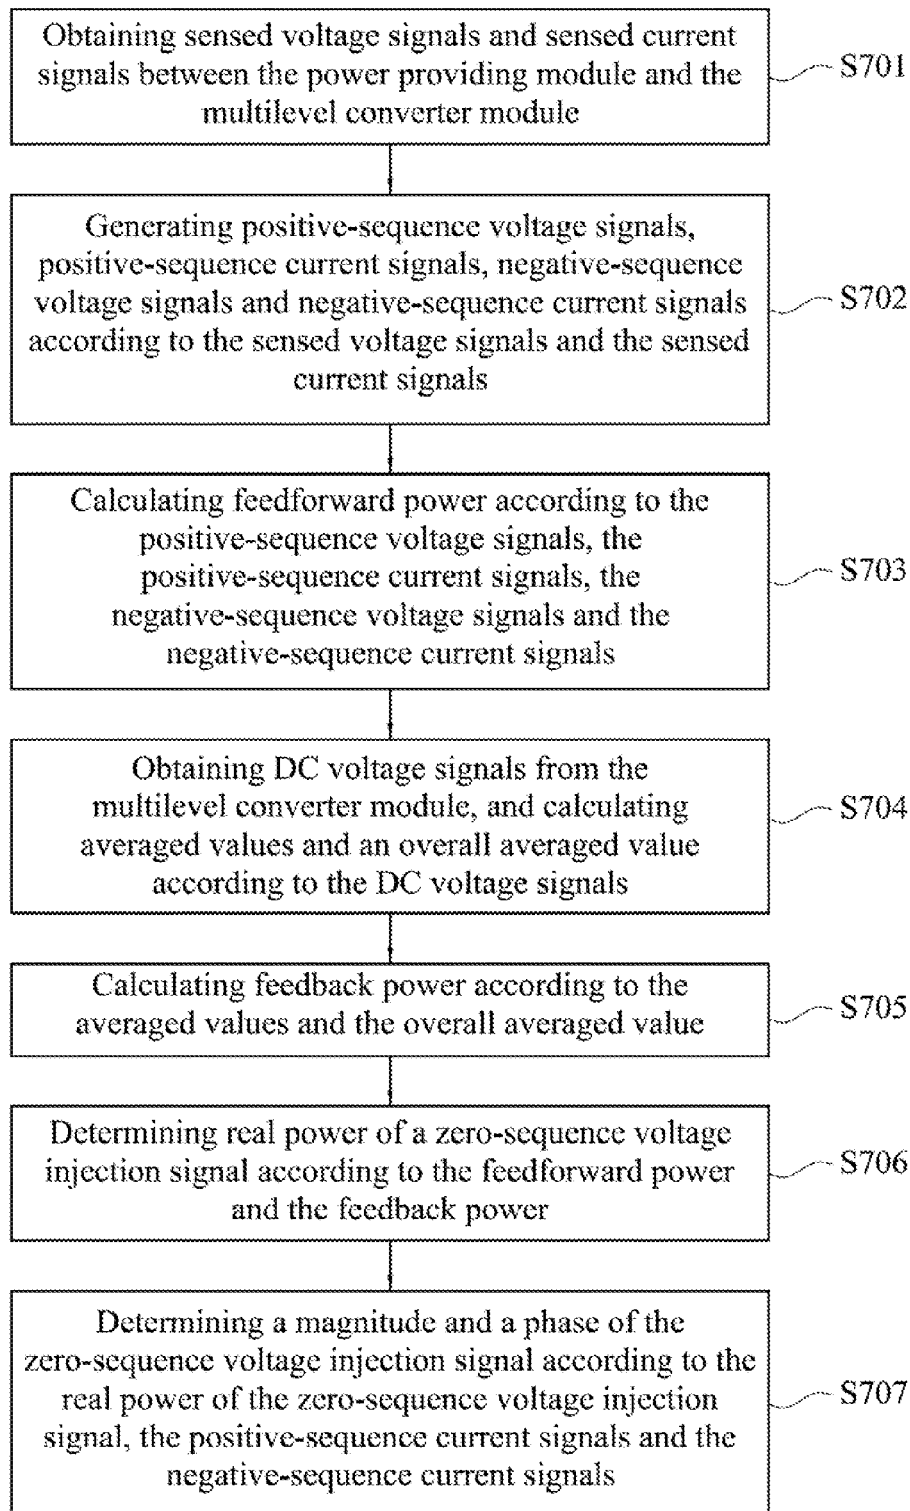 Obtaining sensed voltage signals and sensed current
signals between the power providing module and the
multilevel converter module
S701
Generating positive-sequence voltage signals,
positive-sequence current signals, negative-sequence
voltage signals and negative-sequence current signals
according to the sensed voltage signals and the sensed
current signals
S702
Calculating feedforward power according to the
positive-sequence voltage signals, the
positive-sequence current signals, the
negative-sequence voltage signals and the
negative-sequence current signals
S703
Obtaining DC voltage signals from the
multilevel converter module, and calculating
averaged values and an overall averaged value
according to the DC voltage signals
S704
Calculating feedback power according to the
averaged values and the overall averaged value
S705
Determining real power of a zero-sequence voltage
injection signal according to the feedforward power
and the feedback power
S706
Determining a magnitude and a phase of the
zero-sequence voltage injection signal according to the
real power of the zero-sequence voltage injection
signal, the positive-sequence current signals and the
negative-sequence current signals
S707